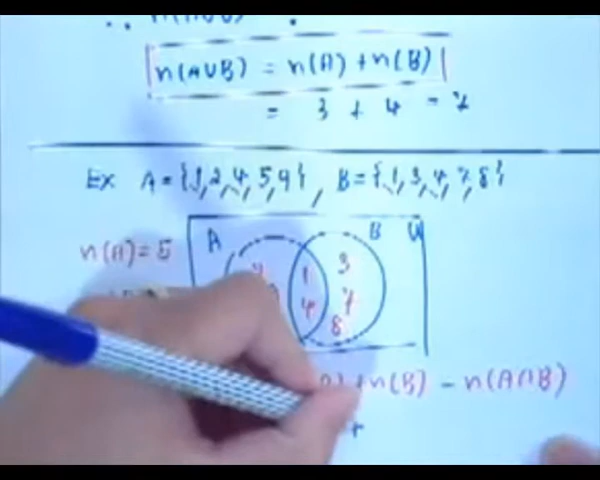 n(A∪B)
n(A∪B) = n(A) + n(B)
= 3 + 4 = 7
Ex A = {1, 2, 4, 5, 9} , B = {1, 3, 4, 7, 8}
A B U
n(A) = 5
1 3
4 7
8
+ n(B) - n(A∩B)
+